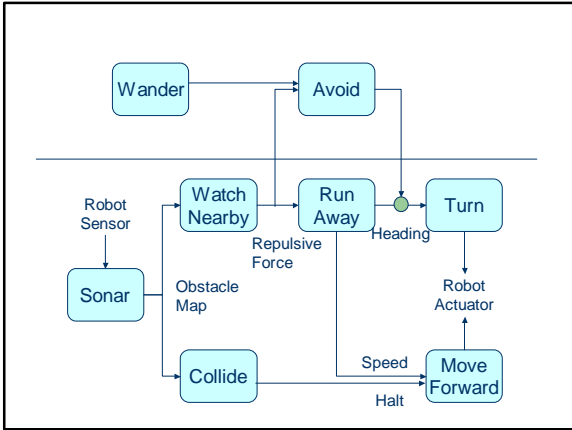 Wander
Avoid
Watch
Nearby
Run
Away
Turn
Robot
Sensor
Repulsive
Force
Heading
Sonar
Obstacle
Map
Robot
Actuator
Collide
Speed
Halt
Move
Forward